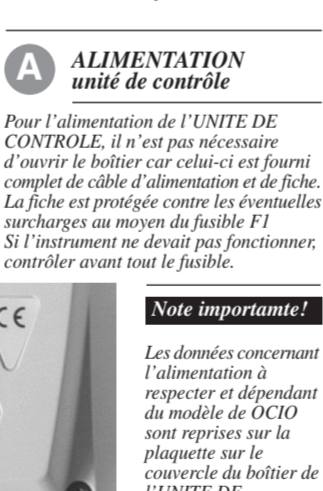 A
ALIMENTATION
unité de contrôle
Pour l'alimentation de l'UNITE DE
CONTROLE, il n'est pas nécessaire
d'ouvrir le boîtier car celui-ci est fourni
complet de câble d'alimentation et de fiche.
La fiche est protégée contre les éventuelles
surcharges au moyen du fusible F1
Si l'instrument ne devait pas fonctionner,
contrôler avant tout le fusible.
CE
Note importamte!
Les données concernant
l'alimentation à
respecter et dépendant
du modèle de OCIO
sont reprises sur la
plaquette sur le
couvercle du boîtier de
l'UNITE DE